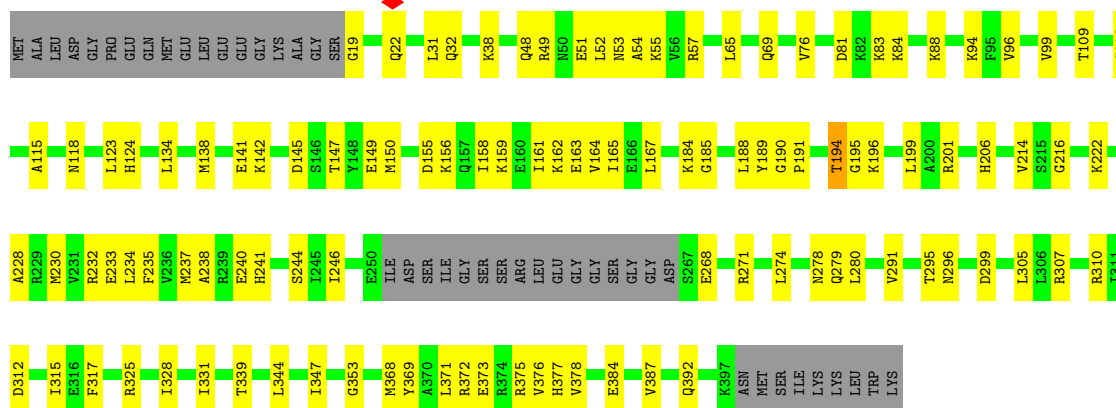 MET ALA LEU ASP GLY PRO GLU GLN MET GLU LEU GLU GLU GLY LYS ALA GLY SER G19 Q22 L31 Q32 K38 Q48 R49 N50 E51 L52 N53 A54 K55 V56 R57 L65 Q69 V76 D81 K82 K83 K84 K88 K94 F95 V96 V99 T109
A115 N118 L123 H124 L134 M138 E141 K142 D145 S146 T147 Y148 E149 M150 D155 K156 Q157 I158 K159 E160 I161 K162 E163 V164 I165 E166 L167 K184 G185 L188 Y189 G190 P191 T194 G195 K196 L199 A200 R201 H206 V214 S215 G216 K222
A228 R229 M230 V231 R232 E233 L234 F235 V236 M237 A238 R239 E240 H241 S244 I245 I246 E250 ILE ASP SER ILE GLY SER SER ARG LEU GLU GLY GLY SER GLY GLY ASP S267 E268 R271 L274 N278 Q279 L280 V291 T295 N296 D299 L305 L306 R307 R310 I311
D312 I315 E316 F317 R325 I328 I331 T339 L344 I347 G353 M368 Y369 A370 L371 R372 E373 R374 R375 V376 H377 V378 E384 V387 Q392 K397 ASN MET SER ILE LYS LYS LEU TRP LYS